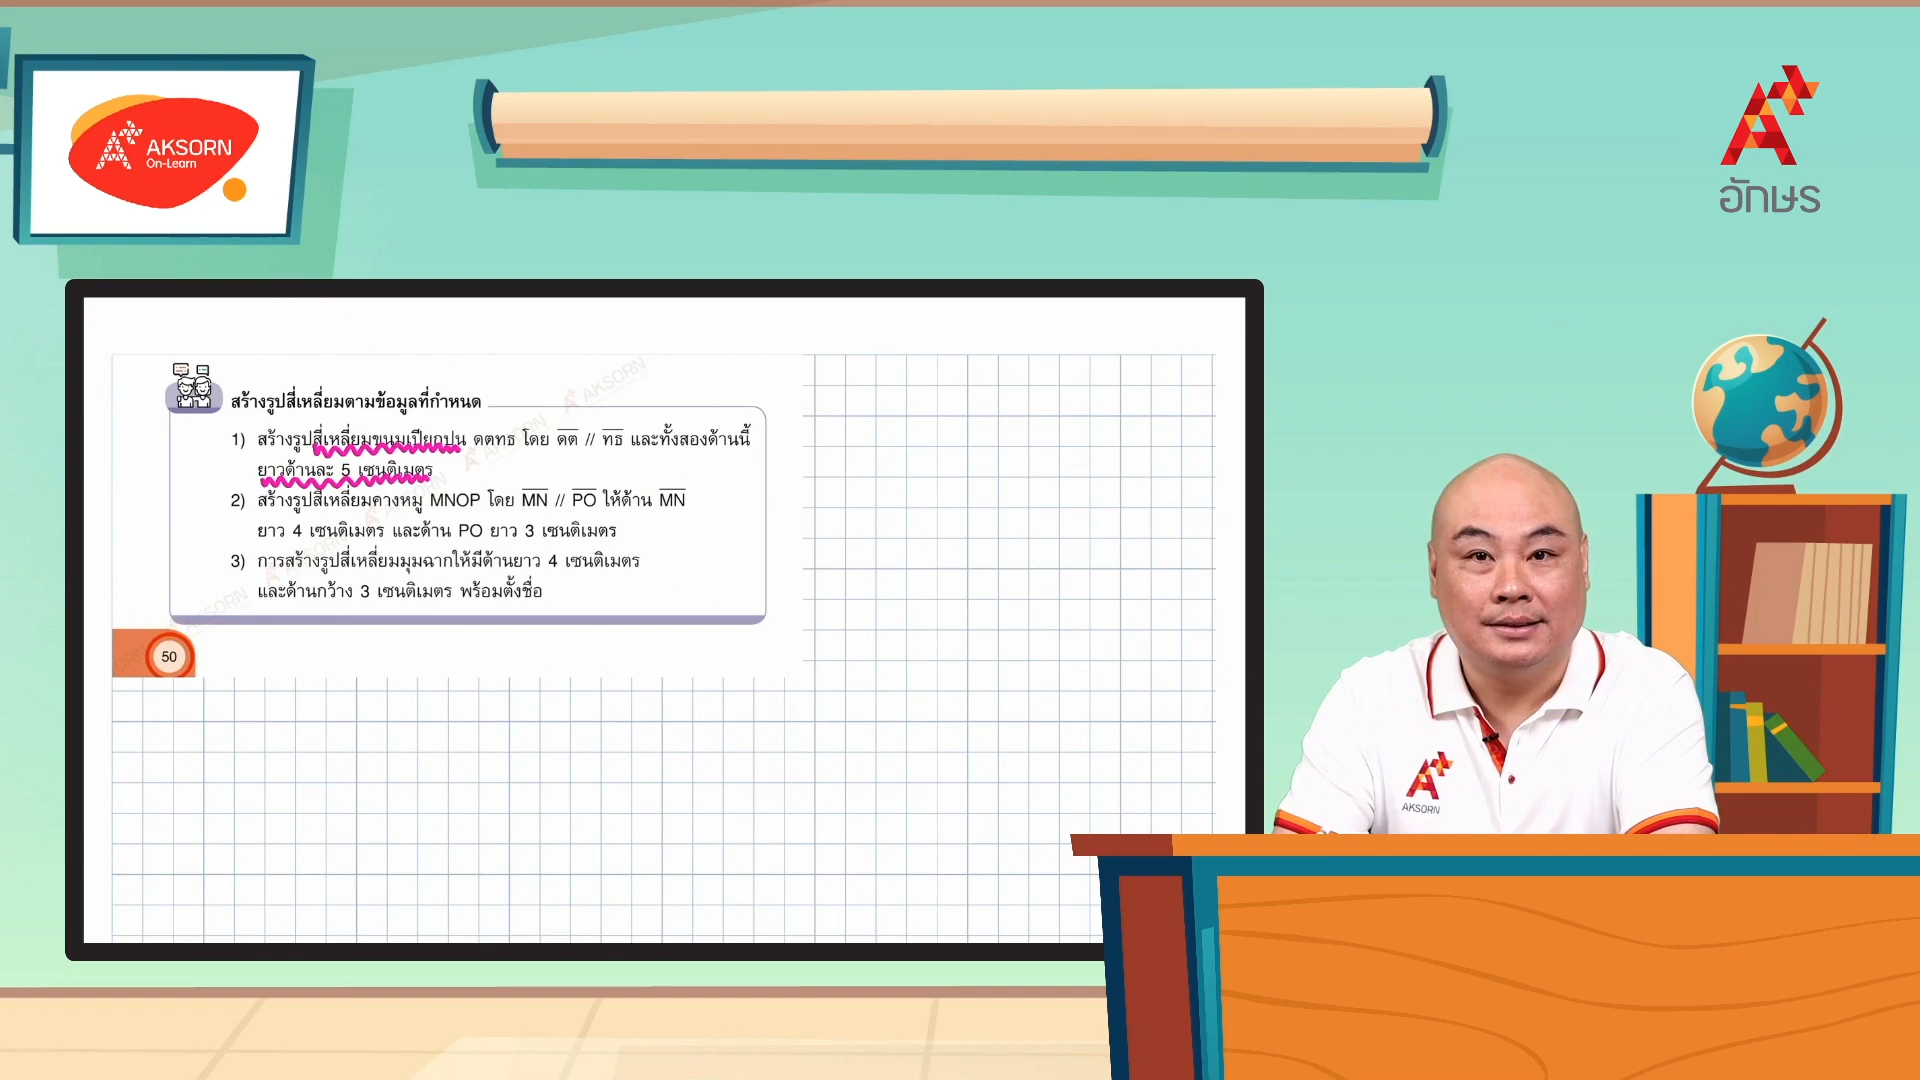 AKSORN
On-Learn
อักษร
AKSORN
สร้างรูปสี่เหลี่ยมตามข้อมูลที่กำหนด
1) สร้างรูปสี่เหลี่ยมขนมเปียกปูน ดตทธ โดย ดต // ทธ และทั้งสองด้านนี้
ยาวด้านละ 5 เซนติเมตร
2) สร้างรูปสี่เหลี่ยมคางหมู MNOP โดย MN // PO ให้ด้าน MN
ยาว 4 เซนติเมตร และด้าน PO ยาว 3 เซนติเมตร
3) การสร้างรูปสี่เหลี่ยมมุมฉากให้มีด้านยาว 4 เซนติเมตร
และด้านกว้าง 3 เซนติเมตร พร้อมตั้งชื่อ
50
AKSORN